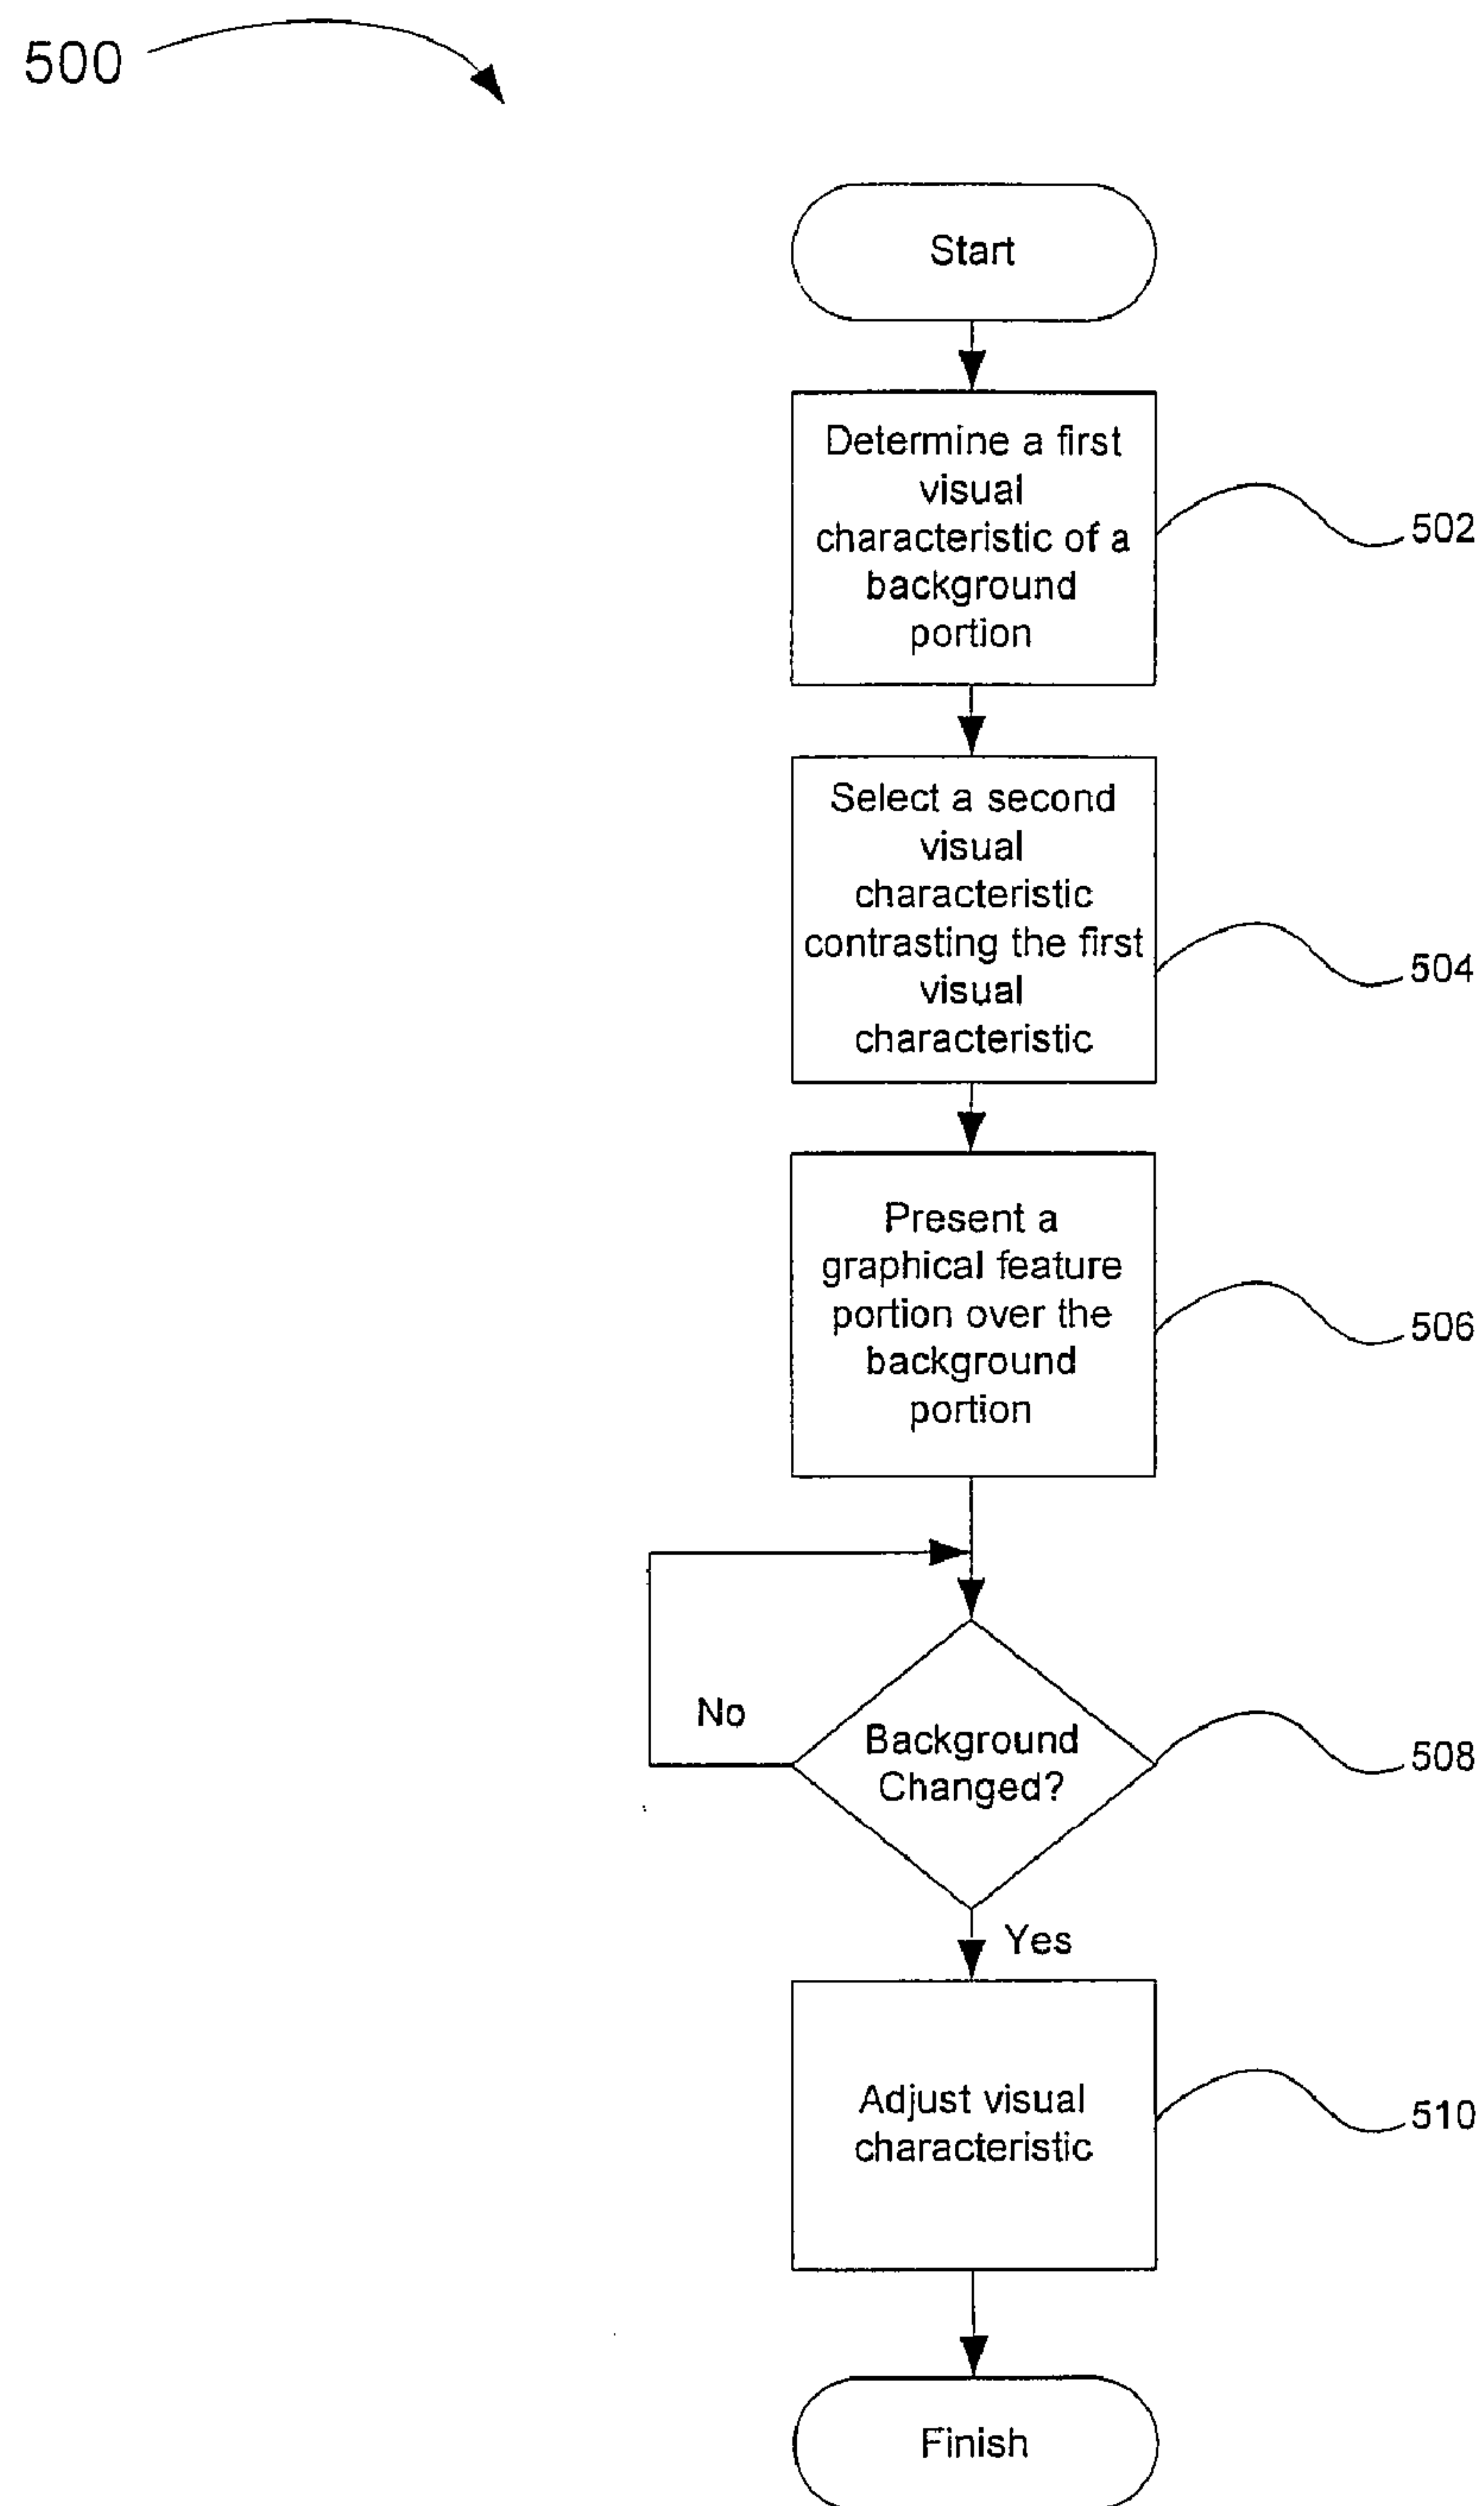 500
Start
Determine a first
visual
characteristic of a
background
portion
502
Select a second
visual
characteristic
contrasting the first
visual
characteristic
504
Present a
graphical feature
portion over the
background
portion
506
No
Background
Changed?
508
Yes
Adjust visual
characteristic
510
Finish